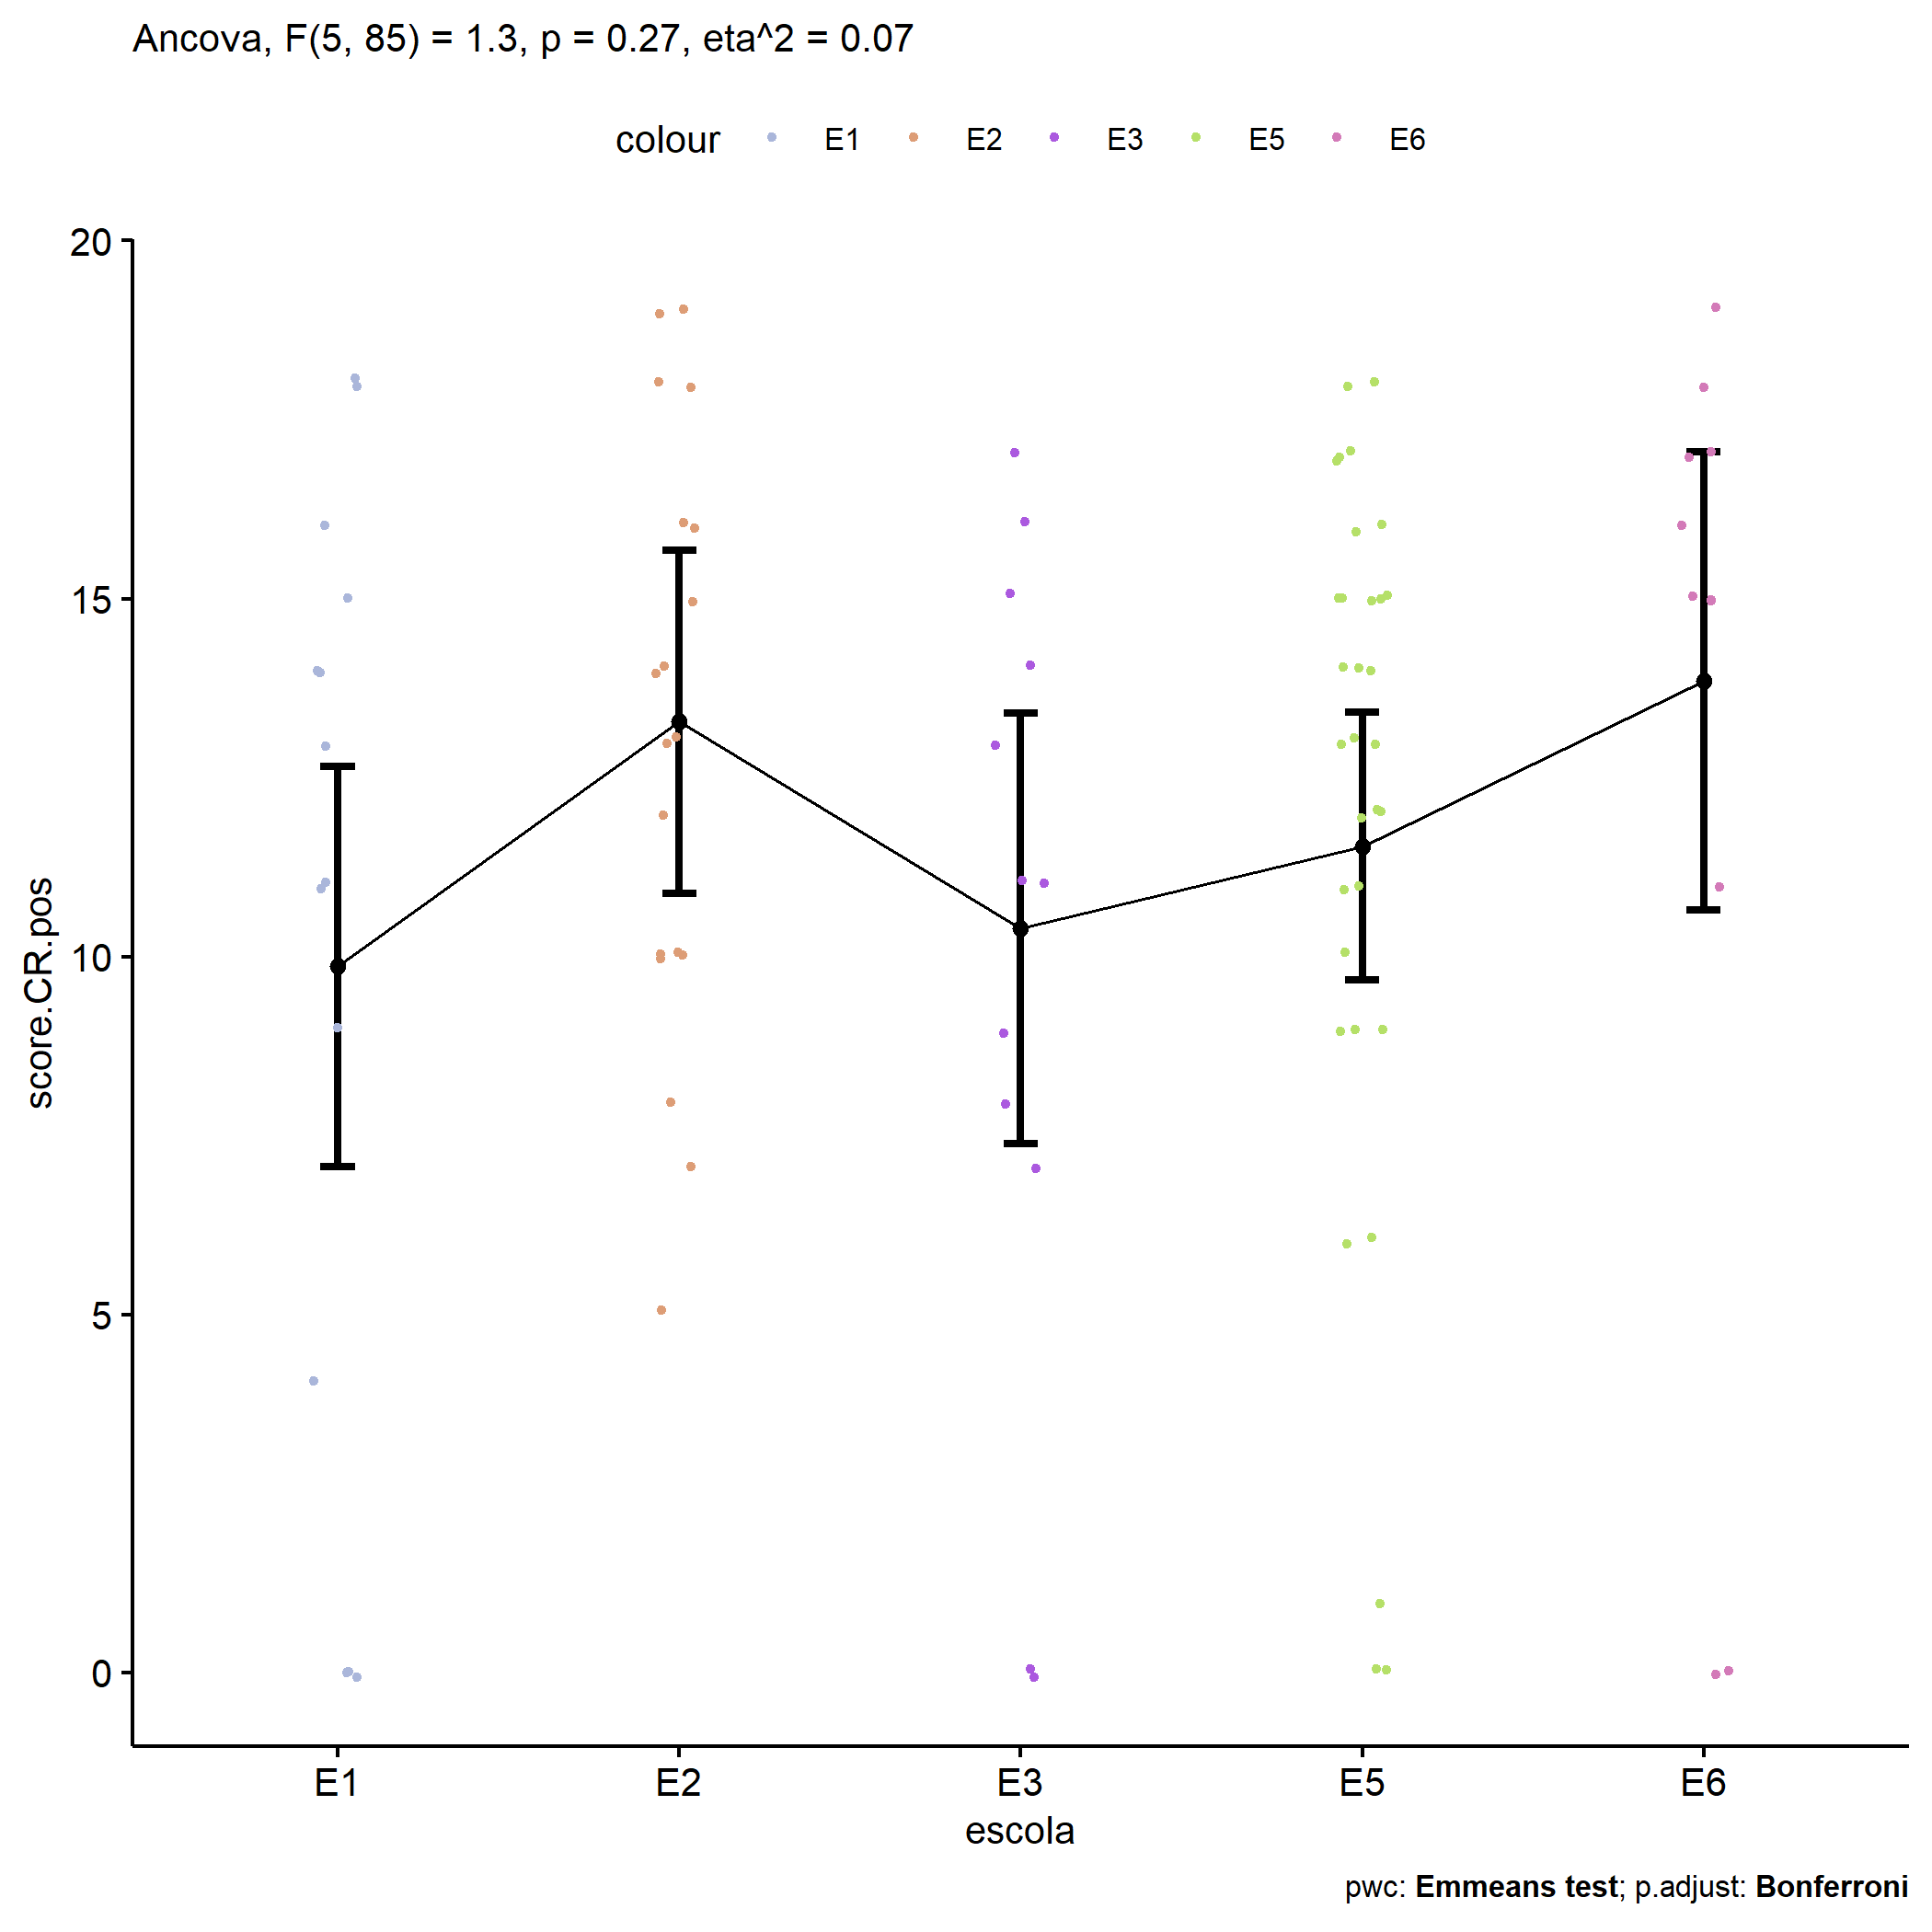 Ancova, F(5, 85) = 1.3, p = 0.27, eta^2 = 0.07
colour E1 E2 E3 E5 E6
20
15
10
5
0
score.CR.pos
E1 E2 E3 E5 E6
escola
pwc: Emmeans test; p.adjust: Bonferroni